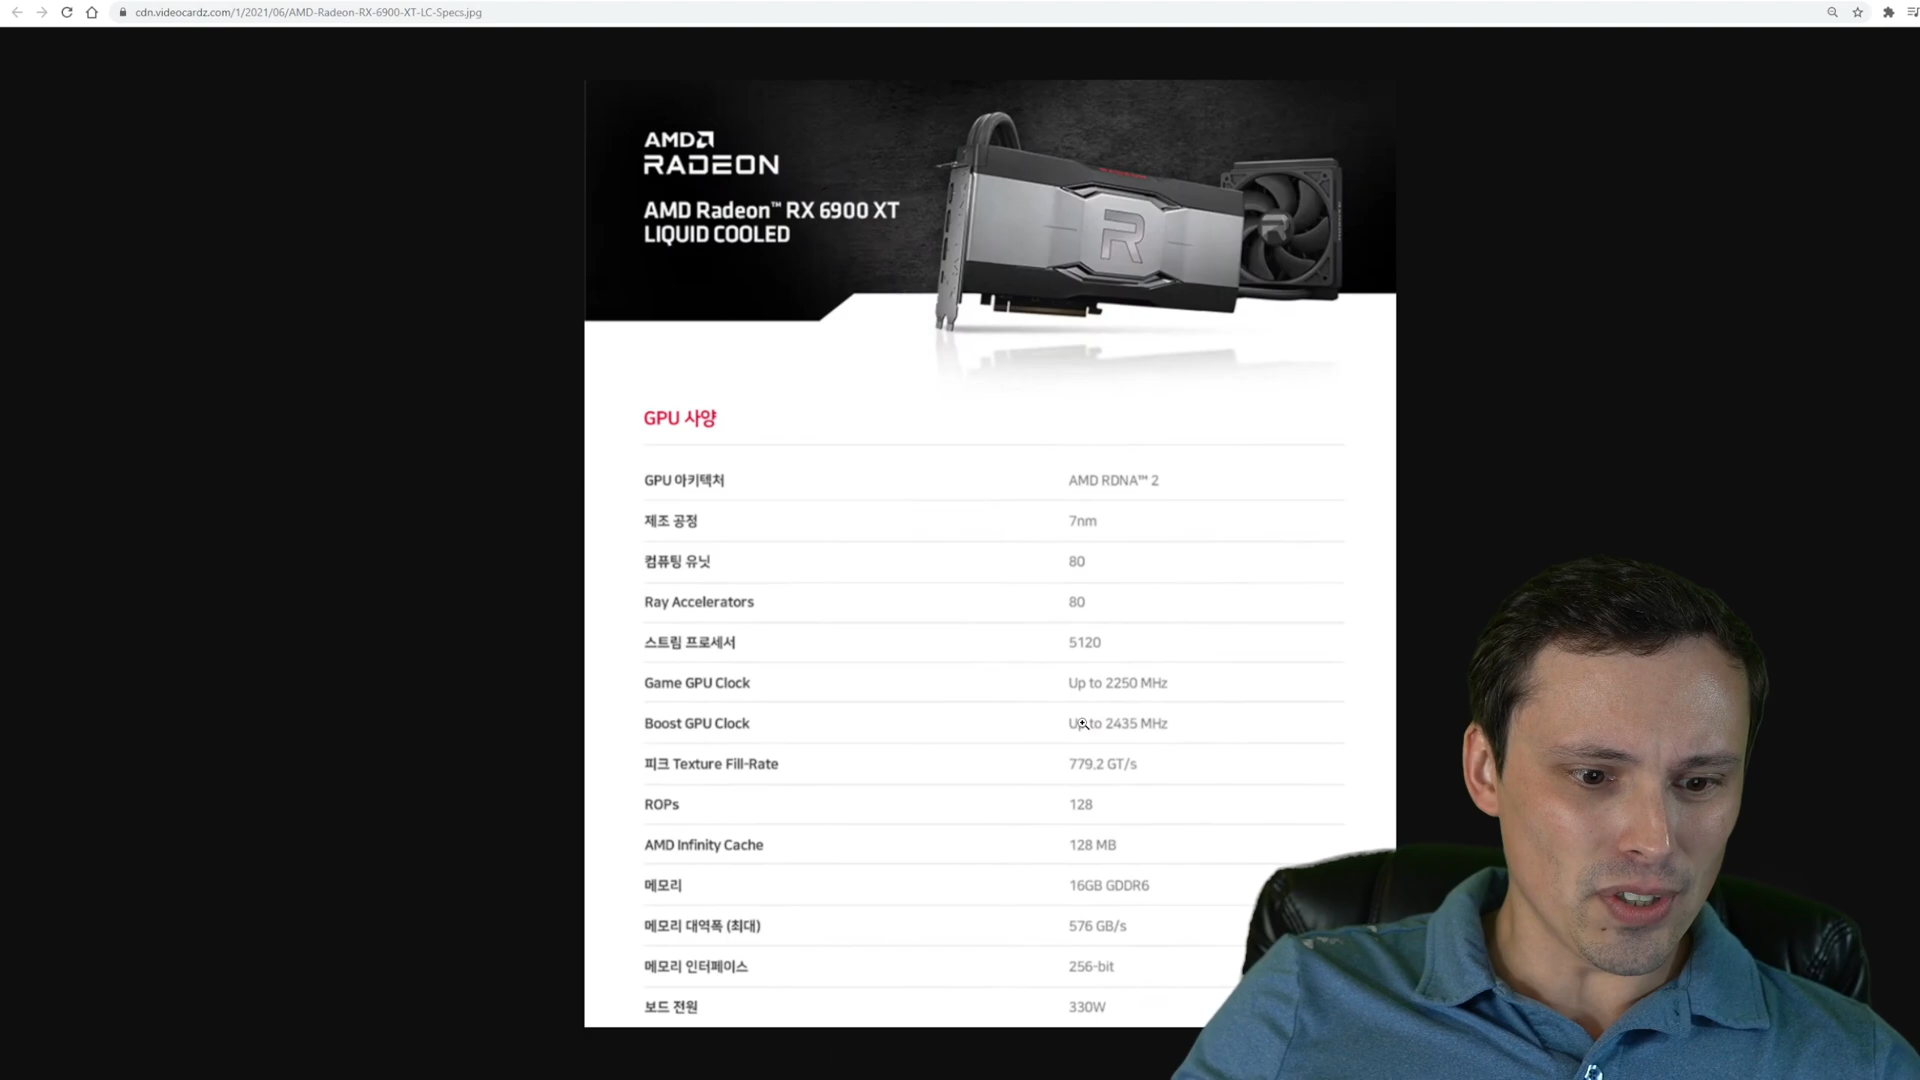 cdn.videocardz.com/1/2021/06/AMD-Radeon-RX-6900-XT-LC-Specs.jpg
AMD
RADEON
AMD Radeon™ RX 6900 XT
LIQUID COOLED
R
R
GPU 사양
GPU 아키텍처 AMD RDNA™ 2
제조 공정 7nm
컴퓨팅 유닛 80
Ray Accelerators 80
스트림 프로세서 5120
Game GPU Clock Up to 2250 MHz
Boost GPU Clock Up to 2435 MHz
피크 Texture Fill-Rate 779.2 GT/s
ROPs 128
AMD Infinity Cache 128 MB
메모리 16GB GDDR6
메모리 대역폭 (최대) 576 GB/s
메모리 인터페이스 256-bit
보드 전원 330W